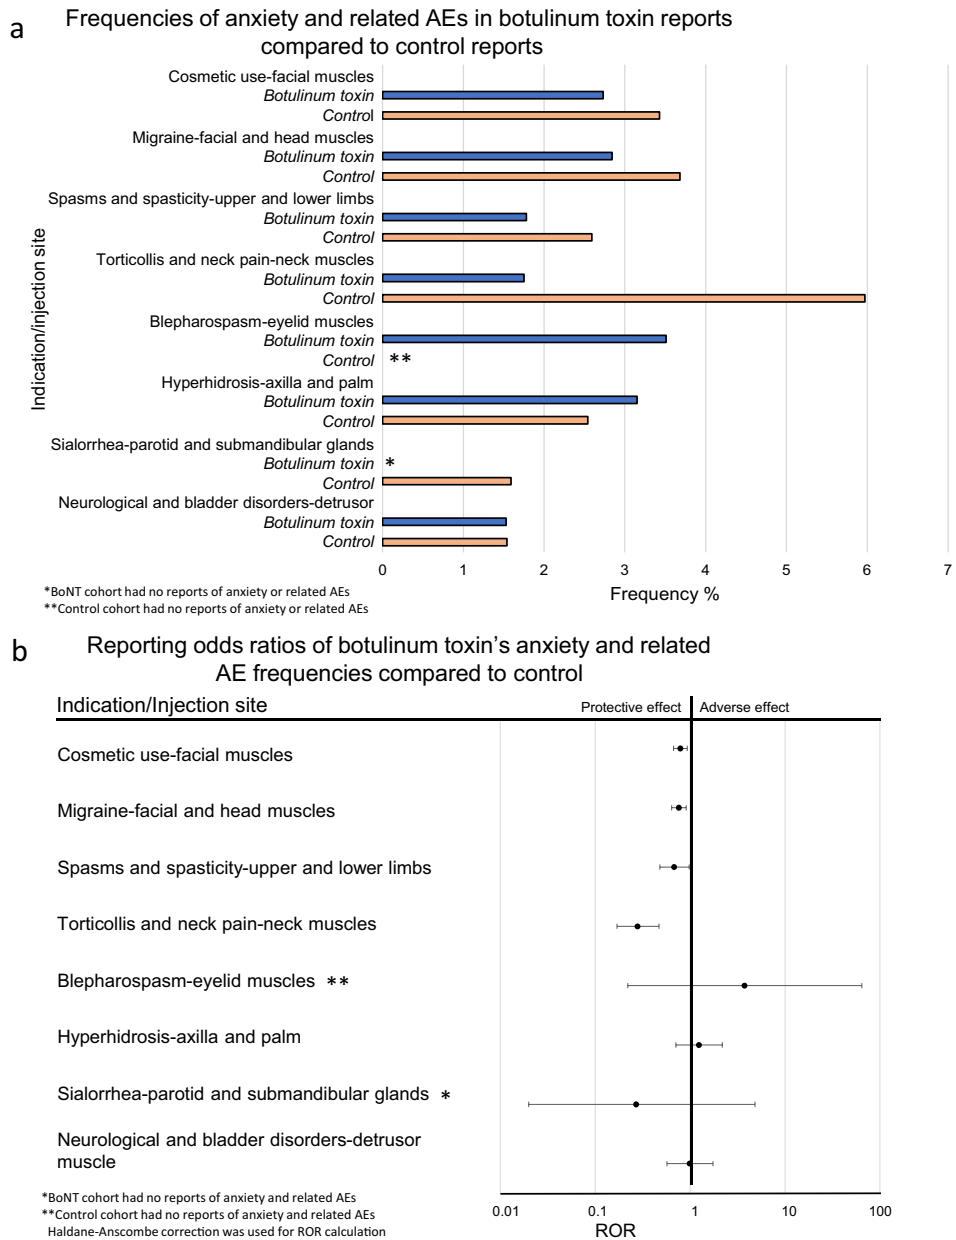 a
Frequencies of anxiety and related AEs in botulinum toxin reports
compared to control reports
Indication/injection site
Cosmetic use-facial muscles
Botulinum toxin
Control
Migraine-facial and head muscles
Botulinum toxin
Control
Spasms and spasticity-upper and lower limbs
Botulinum toxin
Control
Torticollis and neck pain-neck muscles
Botulinum toxin
Control
Blepharospasm-eyelid muscles
Botulinum toxin
Control **
Hyperhidrosis-axilla and palm
Botulinum toxin
Control
Sialorrhea-parotid and submandibular glands
Botulinum toxin *
Control
Neurological and bladder disorders-detrusor
Botulinum toxin
Control
0 1 2 3 4 5 6 7
Frequency %
*BoNT cohort had no reports of anxiety or related AEs
**Control cohort had no reports of anxiety or related AEs
b
Reporting odds ratios of botulinum toxin’s anxiety and related
AE frequencies compared to control
Indication/Injection site
Protective effect Adverse effect
Cosmetic use-facial muscles
Migraine-facial and head muscles
Spasms and spasticity-upper and lower limbs
Torticollis and neck pain-neck muscles
Blepharospasm-eyelid muscles **
Hyperhidrosis-axilla and palm
Sialorrhea-parotid and submandibular glands *
Neurological and bladder disorders-detrusor
muscle
0.01 0.1 1 10 100
ROR
*BoNT cohort had no reports of anxiety and related AEs
**Control cohort had no reports of anxiety and related AEs
Haldane-Anscombe correction was used for ROR calculation